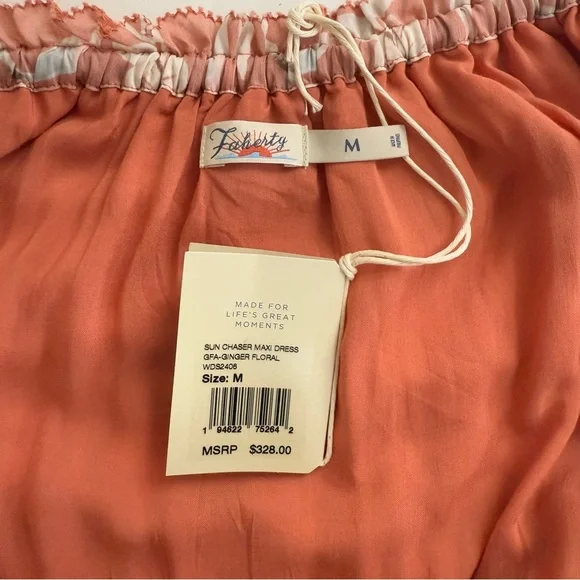 Faherty
M
MADE FOR
LIFE'S GREAT
MOMENTS
SUN CHASER MAXI DRESS
GFA-GINGER FLORAL
WDS2406
Size: M
1 94622 75264 2
MSRP $328.00